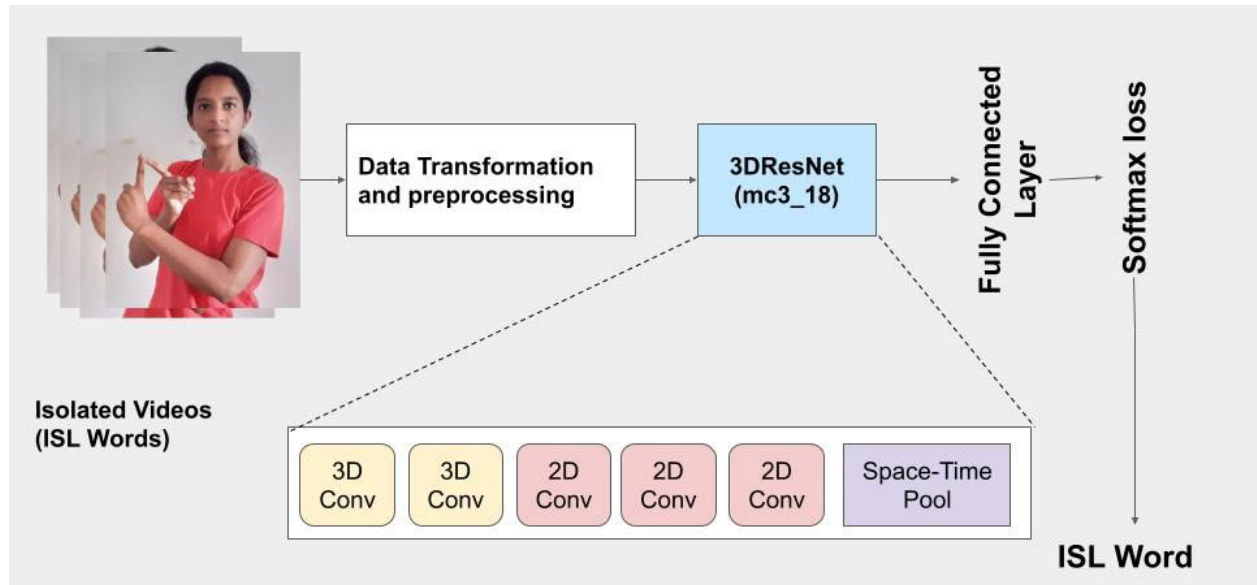 Data Transformation
and preprocessing
3DResNet
(mc3_18)
Fully Connected
Layer
Softmax loss
Isolated Videos
(ISL Words)
3D
Conv
3D
Conv
2D
Conv
2D
Conv
2D
Conv
Space-Time
Pool
ISL Word